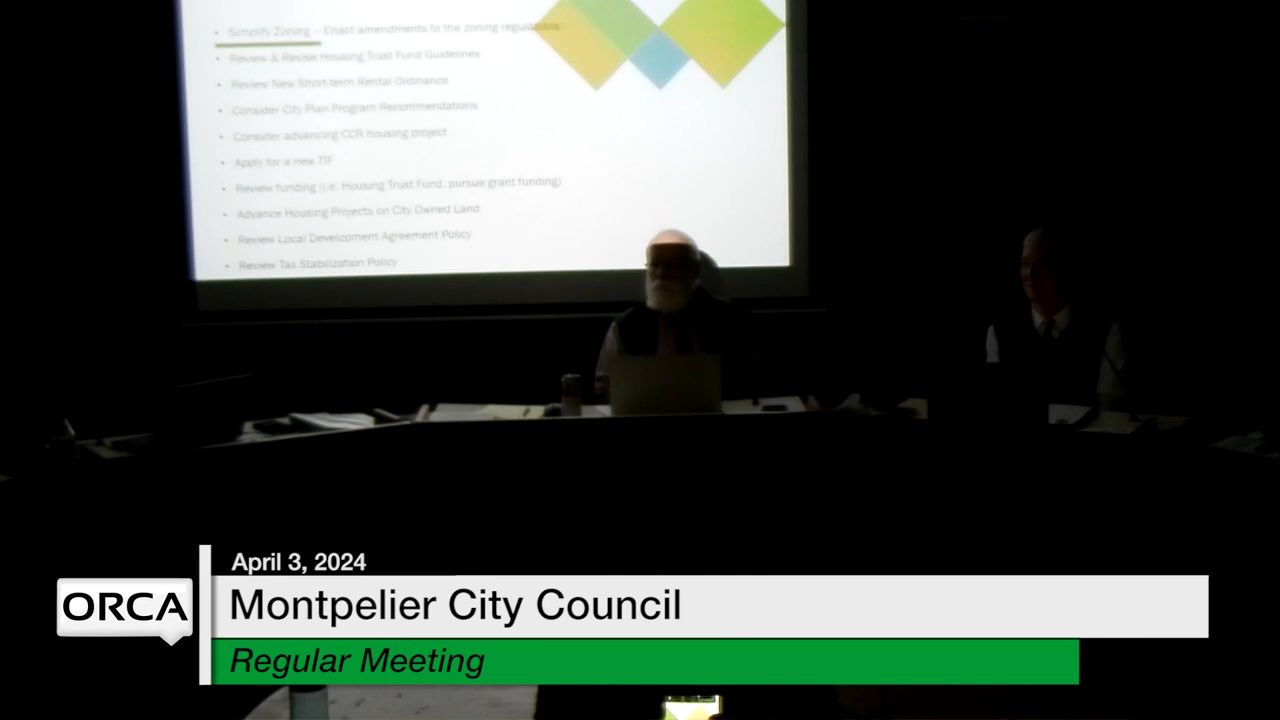 • Simplify Zoning – Enact amendments to the zoning regulations.
• Review & Revise Housing Trust Fund Guidelines
• Review New Short-term Rental Ordinance
• Consider City Plan Program Recommendations
• Consider advancing CCR housing project
• Apply for a new TIF
• Review funding (i.e. Housing Trust Fund; pursue grant funding)
• Advance Housing Projects on City Owned Land
• Review Local Development Agreement Policy
• Review Tax Stabilization Policy
April 3, 2024
ORCA
Montpelier City Council
Regular Meeting